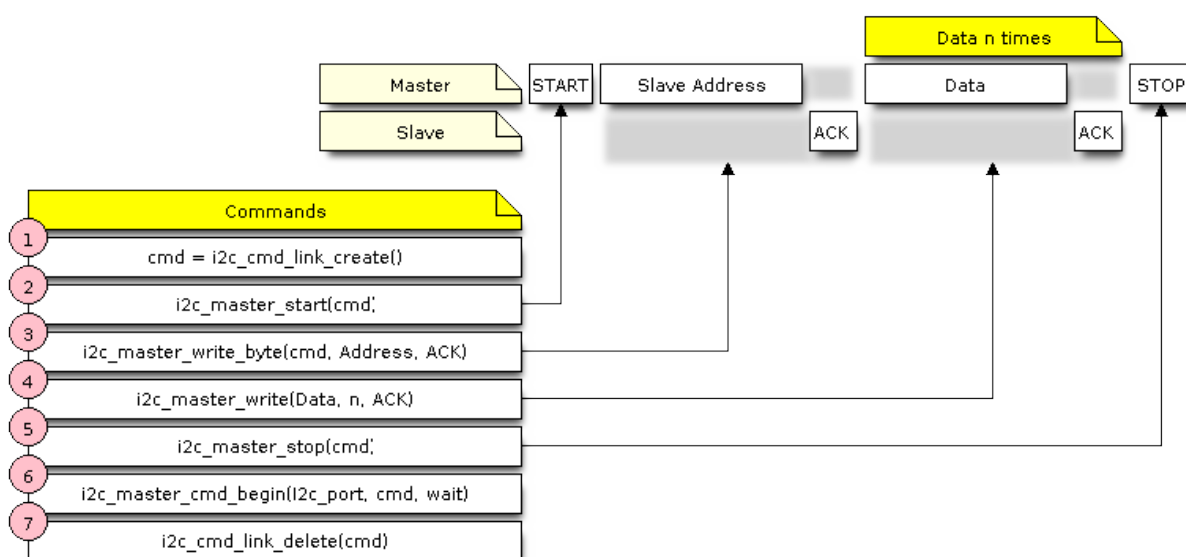 Data n times
Master START Slave Address Data STOP
Slave ACK ACK
Commands
1
cmd = i2c_cmd_link_create()
2
i2c_master_start(cmd;
3
i2c_master_write_byte(cmd, Address, ACK)
4
i2c_master_write(Data, n, ACK)
5
i2c_master_stop(cmd;
6
i2c_master_cmd_begin(I2c_port, cmd, wait)
7
i2c_cmd_link_delete(cmd)